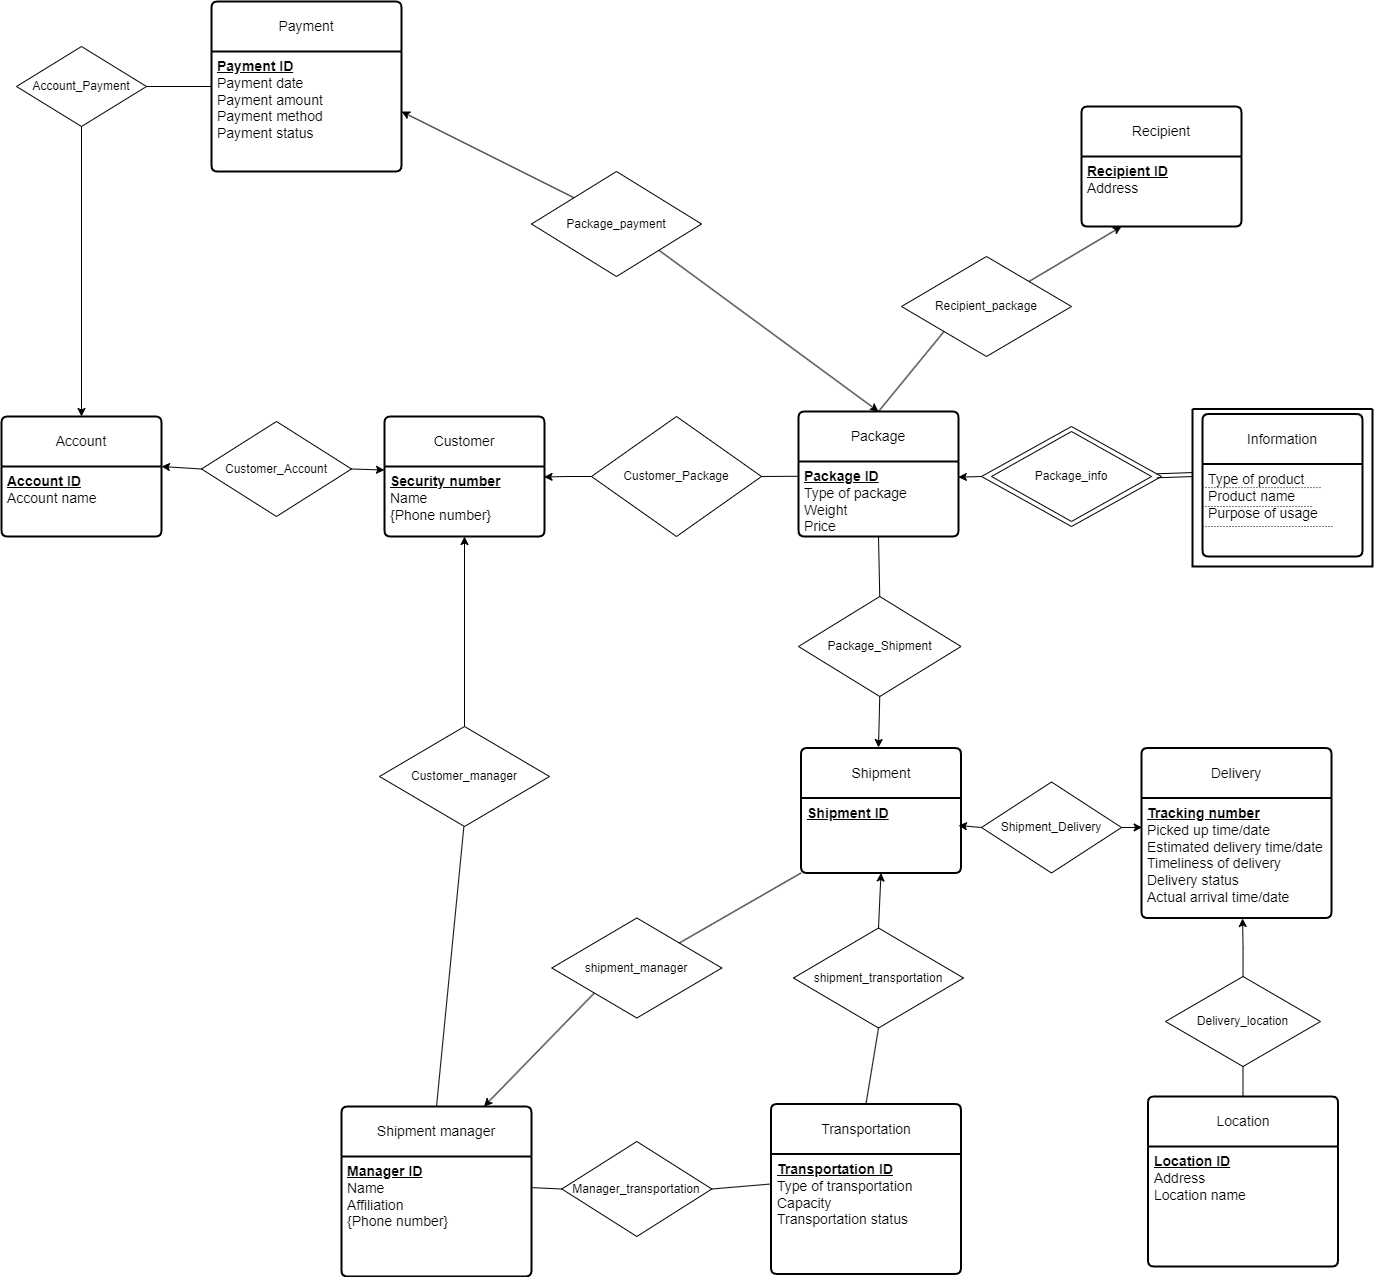 Payment
Payment ID
Payment date
Payment amount
Payment method
Payment status
Account_Payment
Recipient
Recipient ID
Address
Package_payment
Recipient_package
Account
Account ID
Account name
Customer_Account
Customer
Security number
Name
{Phone number}
Customer_Package
Package
Package ID
Type of package
Weight
Price
Package_info
Information
Type of product
Product name
Purpose of usage
Package_Shipment
Customer_manager
Shipment
Shipment ID
Shipment_Delivery
Delivery
Tracking number
Picked up time/date
Estimated delivery time/date
Timeliness of delivery
Delivery status
Actual arrival time/date
shipment_manager
shipment_transportation
Delivery_location
Shipment manager
Manager ID
Name
Affiliation
{Phone number}
Manager_transportation
Transportation
Transportation ID
Type of transportation
Capacity
Transportation status
Location
Location ID
Address
Location name